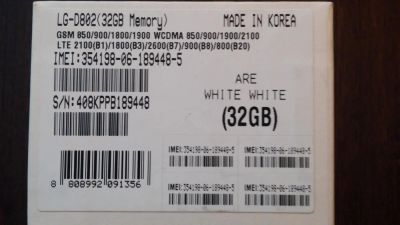 LG-D802(32GB Memory) MADE IN KOREA
GSM 850/900/1800/1900 WCDMA 850/900/1900/2100
LTE 2100(B1)/1800(B3)/2600(B7)/900(B8)/800(B20)
IMEI:354198-06-189448-5
S/N:408KPPB189448
ARE
WHITE WHITE
(32GB)
IMEI:354198-06-189448-5 IMEI:354198-06-189448-5
IMEI:354198-06-189448-5 IMEI:354198-06-189448-5
8 808992 091356